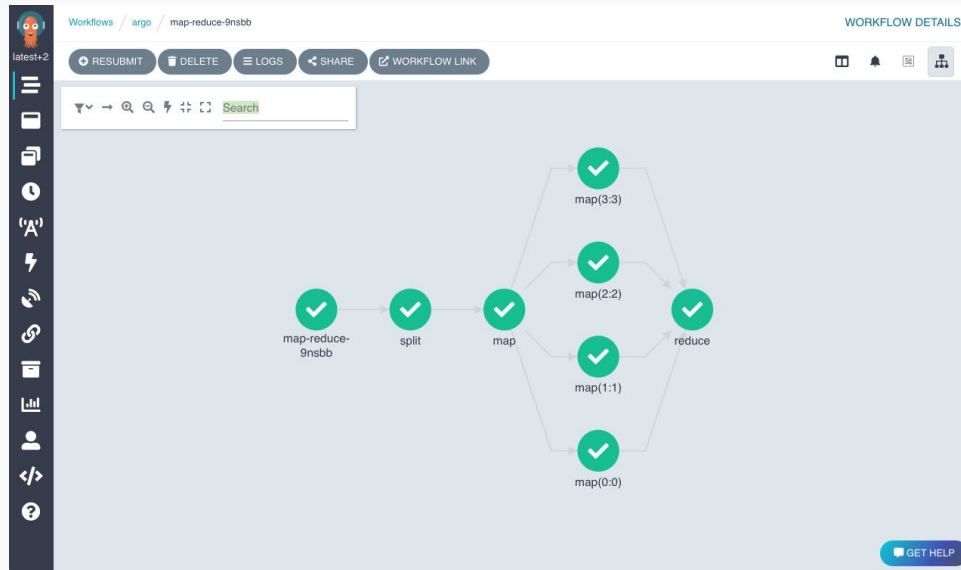 Workflows / argo / map-reduce-9nsbb
WORKFLOW DETAILS
latest+2
RESUBMIT DELETE LOGS SHARE WORKFLOW LINK
Search
map(3:3)
map(2:2)
map-reduce-
9nsbb
split
map
reduce
map(1:1)
map(0:0)
GET HELP